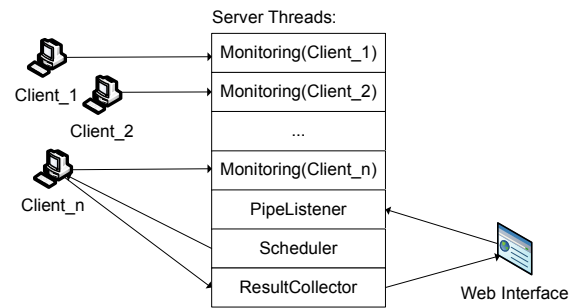 Server Threads:
Monitoring(Client_1)
Client_1
Monitoring(Client_2)
Client_2
...
Monitoring(Client_n)
Client_n
PipeListener
Scheduler
ResultCollector
Web Interface